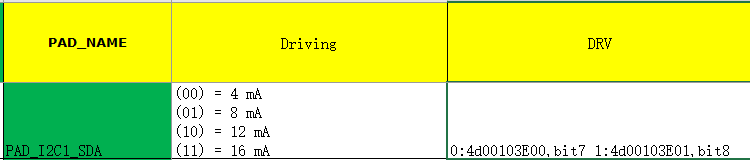 PAD_NAME Driving DRV
(00) = 4 mA
(01) = 8 mA
(10) = 12 mA
PAD_I2C1_SDA (11) = 16 mA 0:4d00103E00,bit7 1:4d00103E01,bit8